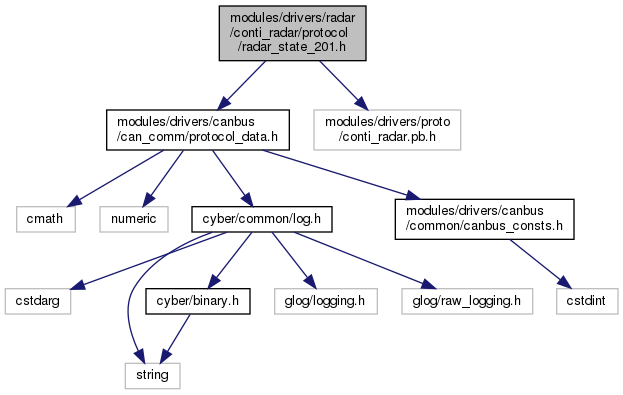 modules/drivers/radar
/conti_radar/protocol
/radar_state_201.h
modules/drivers/canbus
/can_comm/protocol_data.h
modules/drivers/proto
/conti_radar.pb.h
cmath
numeric
cyber/common/log.h
modules/drivers/canbus
/common/canbus_consts.h
cstdarg
cyber/binary.h
glog/logging.h
glog/raw_logging.h
cstdint
string